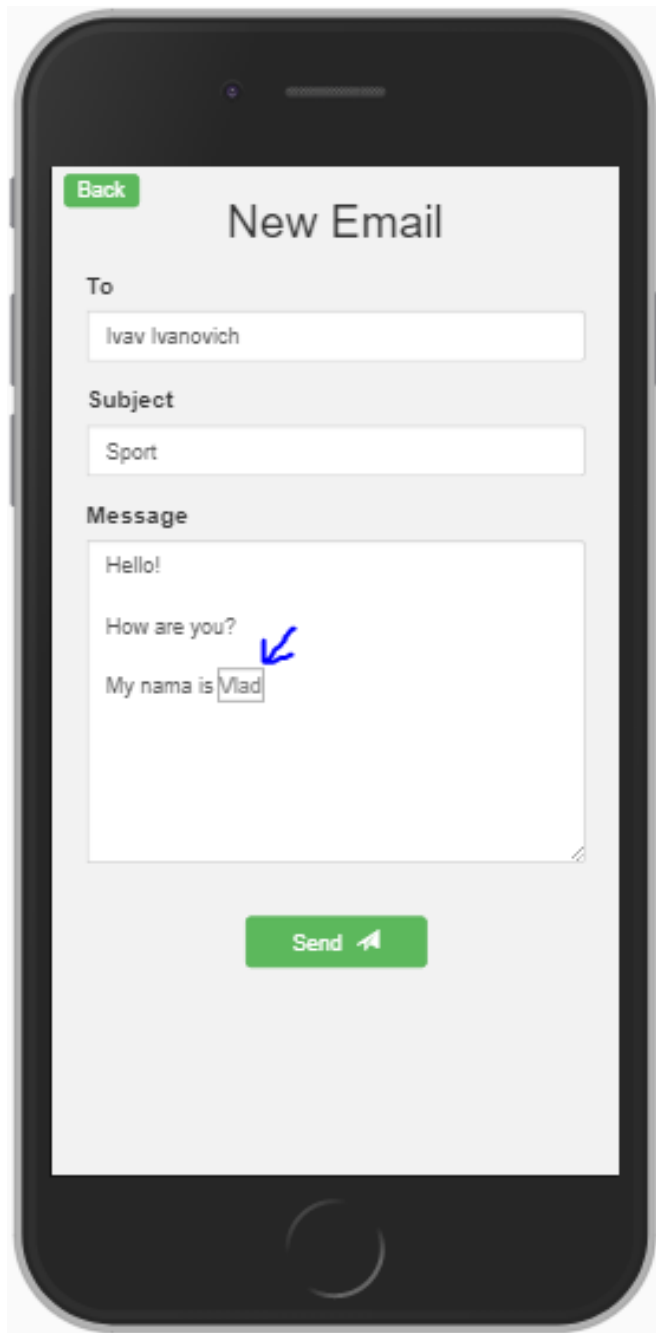 Back
New Email
To
Ivav Ivanovich
Subject
Sport
Message
Hello!
How are you?
My nama is Vlad
Send